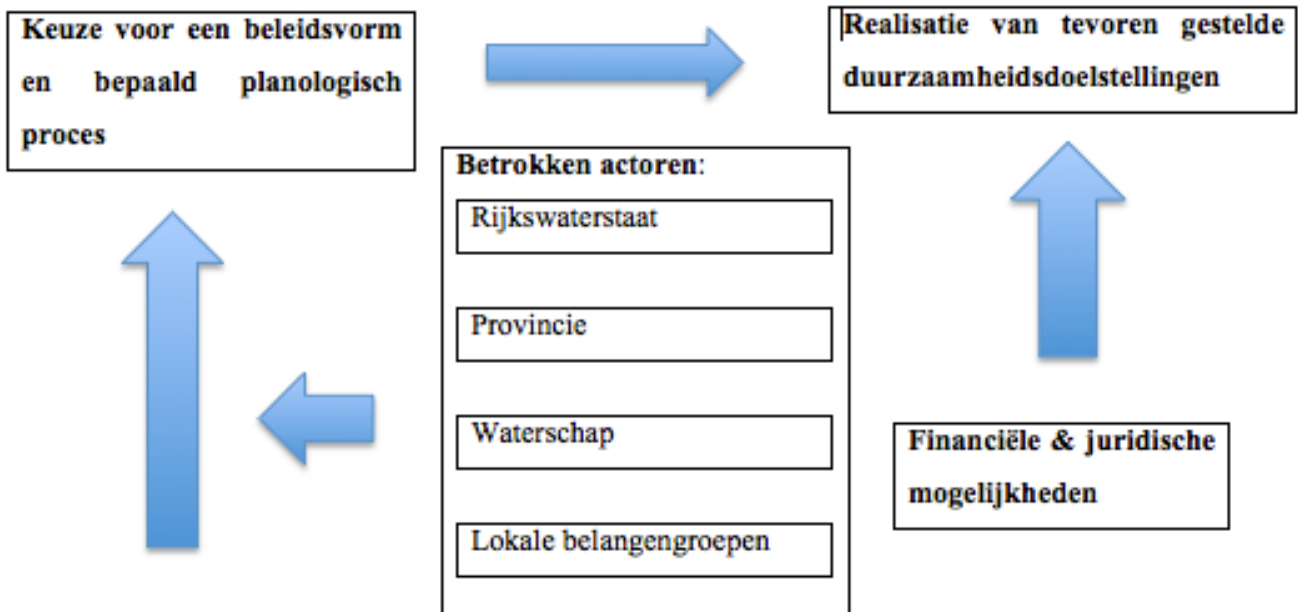 Keuze voor een beleidsvorm
en bepaald planologisch
proces
Realisatie van tevoren gestelde
duurzaamheidsdoelstellingen
Betrokken actoren:
Rijkswaterstaat
Provincie
Waterschap
Lokale belangengroepen
Financiële & juridische
mogelijkheden